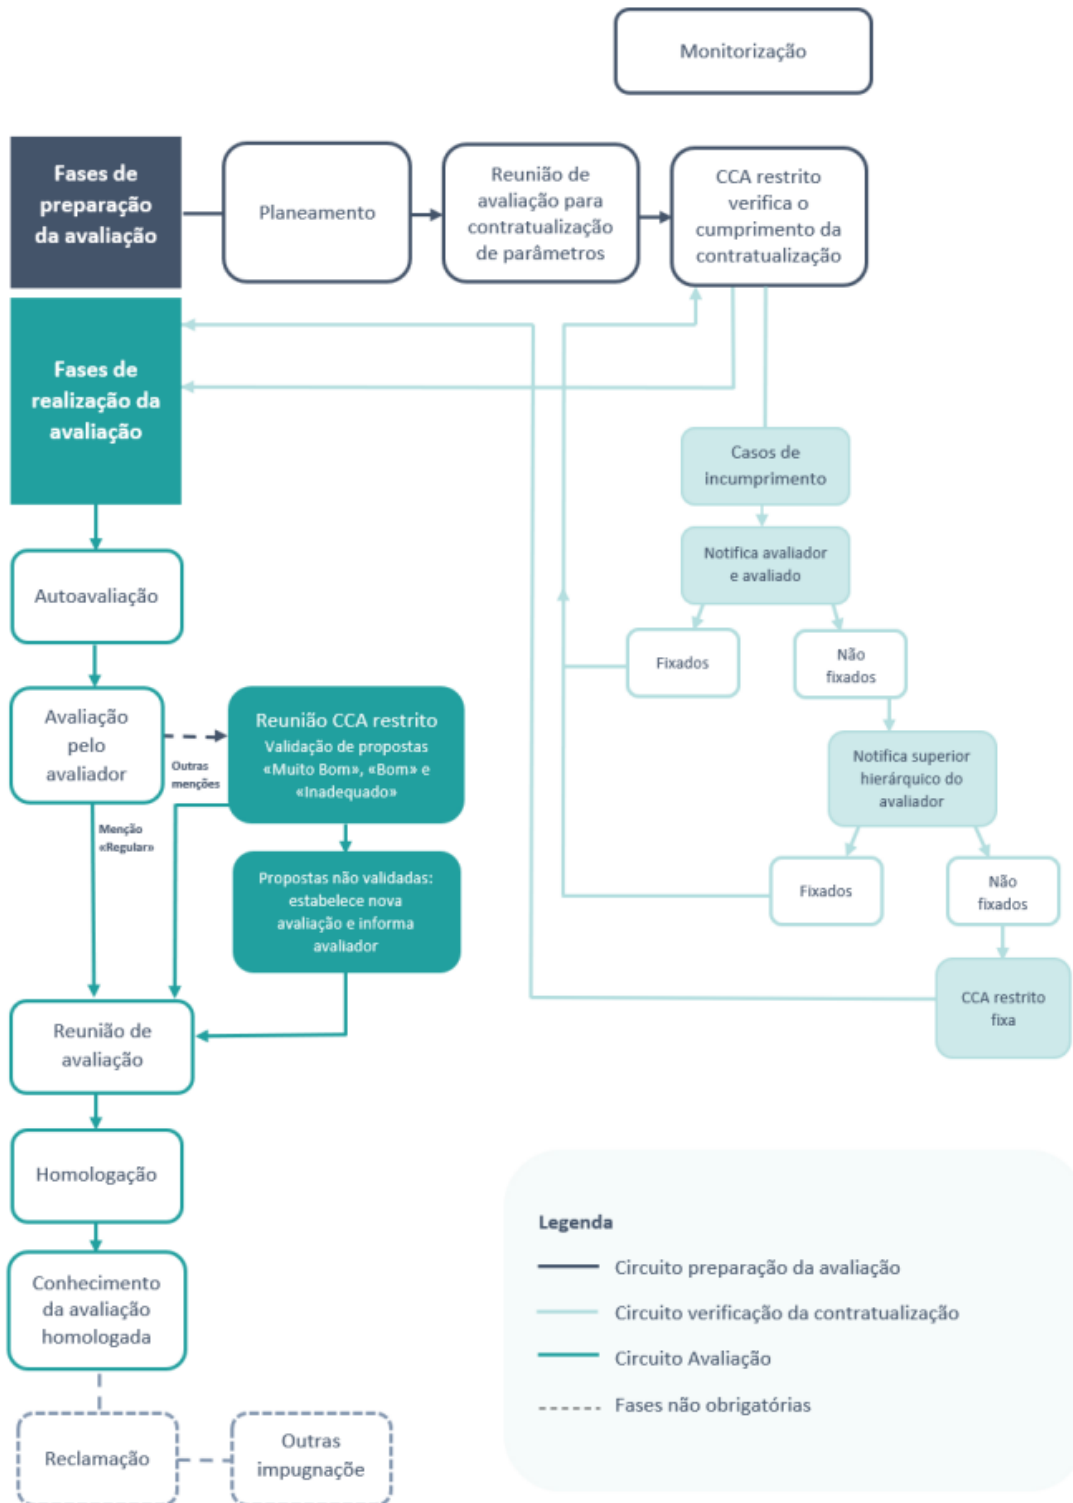 Monitorização
Fases de
preparação
da avaliação
Planeamento
Reunião de
avaliação para
contratualização
de parâmetros
CCA restrito
verifica o
cumprimento da
contratualização
Fases de
realização da
avaliação
Casos de
incumprimento
Notifica avaliador
e avaliado
Fixados
Não
fixados
Notifica superior
hierárquico do
avaliador
Fixados
Não
fixados
CCA restrito
fixa
Autoavaliação
Avaliação
pelo
avaliador
Outras
menções
Menção
«Regular»
Reunião CCA restrito
Validação de propostas
«Muito Bom», «Bom» e
«Inadequado»
Propostas não validadas:
estabelece nova
avaliação e informa
avaliador
Reunião de
avaliação
Homologação
Conhecimento
da avaliação
homologada
Reclamação
Outras
impugnaçõe
Legenda
Circuito preparação da avaliação
Circuito verificação da contratualização
Circuito Avaliação
Fases não obrigatórias